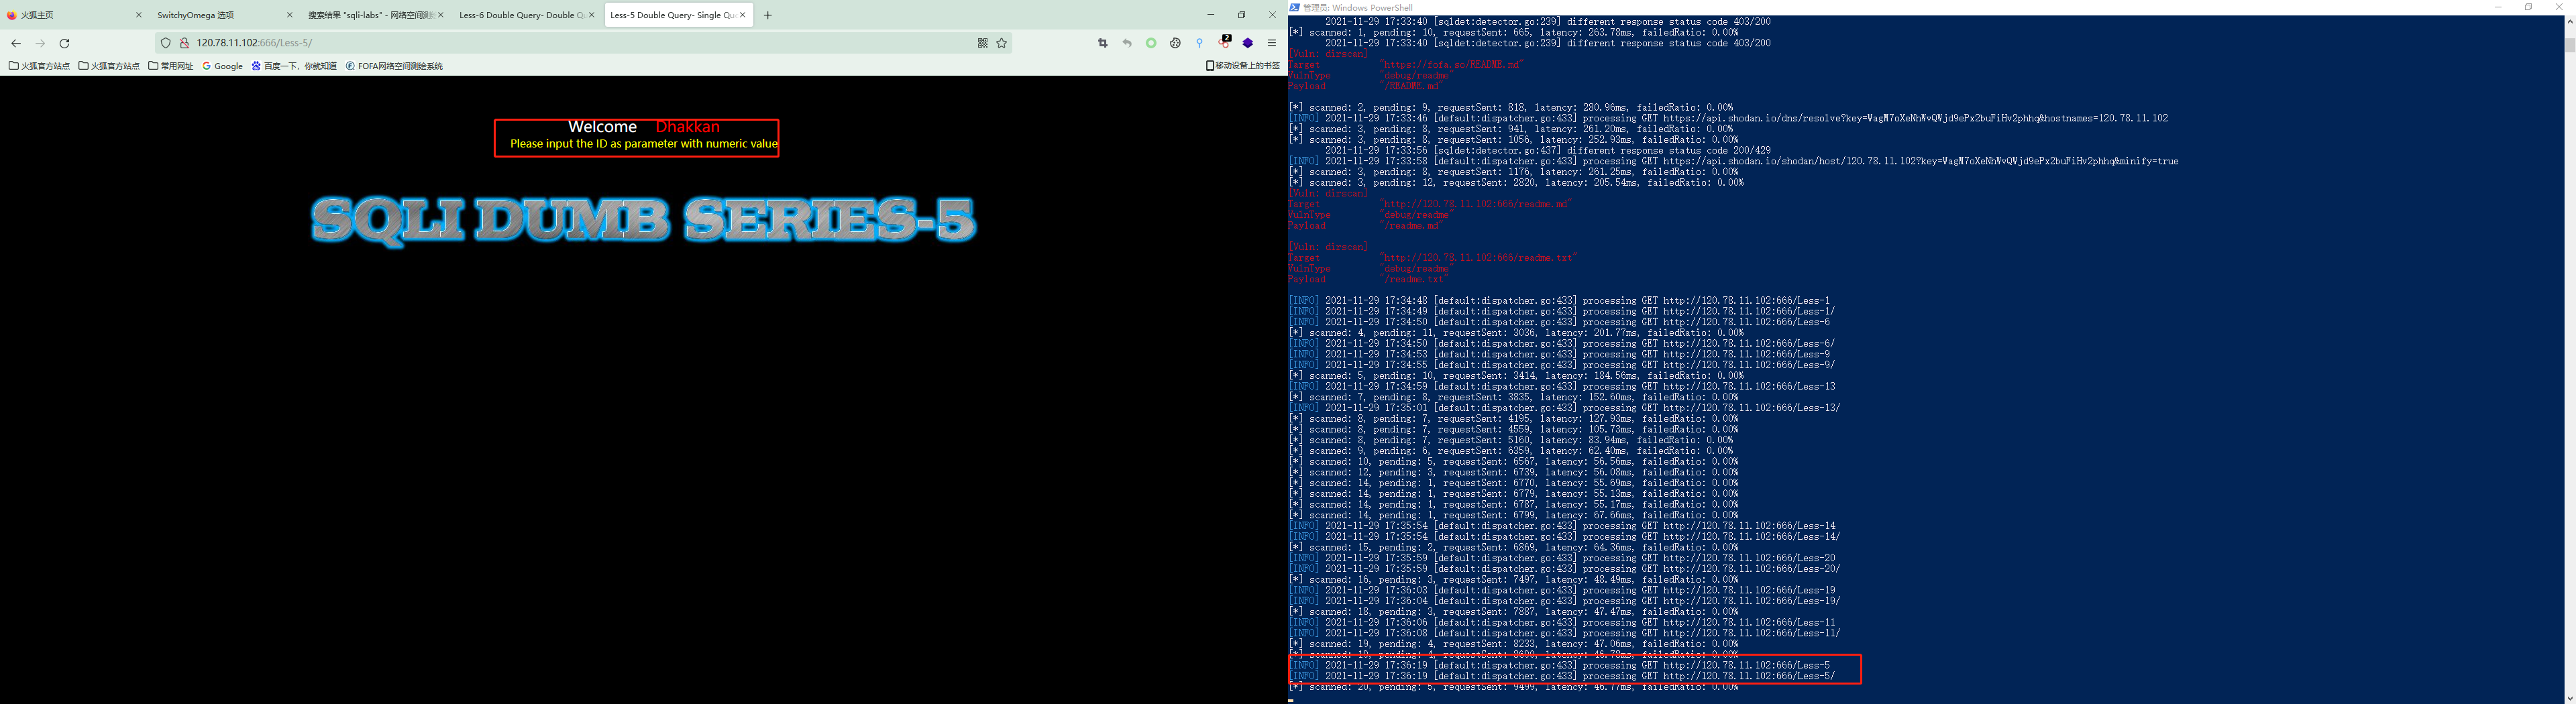 火狐主页
SwitchyOmega 选项
搜索结果 "sqli-labs" - 网络空间测绘
Less-6 Double Query- Double Q
Less-5 Double Query- Single Qu
120.78.11.102:666/Less-5/
2
火狐官方站点 火狐官方站点 常用网址 Google 百度一下，你就知道 FOFA网络空间测绘系统
移动设备上的书签
Welcome Dhakkan
Please input the ID as parameter with numeric value
SQLI DUMB SERIES-5
管理员: Windows PowerShell
2021-11-29 17:33:40 [sqldet:detector.go:239] different response status code 403/200
[*] scanned: 1, pending: 10, requestSent: 665, latency: 263.78ms, failedRatio: 0.00%
2021-11-29 17:33:40 [sqldet:detector.go:239] different response status code 403/200
[Vuln: dirscan]
Target "https://fofa.so/README.md"
VulnType "debug/readme"
Payload "/README.md"
[*] scanned: 2, pending: 9, requestSent: 818, latency: 280.96ms, failedRatio: 0.00%
[INFO] 2021-11-29 17:33:46 [default:dispatcher.go:433] processing GET https://api.shodan.io/dns/resolve?key=WagM7oXeNhWvQWjd9ePx2buFiHv2phhq&hostnames=120.78.11.102
[*] scanned: 3, pending: 8, requestSent: 941, latency: 261.20ms, failedRatio: 0.00%
[*] scanned: 3, pending: 8, requestSent: 1056, latency: 252.93ms, failedRatio: 0.00%
2021-11-29 17:33:56 [sqldet:detector.go:437] different response status code 200/429
[INFO] 2021-11-29 17:33:58 [default:dispatcher.go:433] processing GET https://api.shodan.io/shodan/host/120.78.11.102?key=WagM7oXeNhWvQWjd9ePx2buFiHv2phhq&minify=true
[*] scanned: 3, pending: 8, requestSent: 1176, latency: 261.25ms, failedRatio: 0.00%
[*] scanned: 3, pending: 12, requestSent: 2820, latency: 205.54ms, failedRatio: 0.00%
[Vuln: dirscan]
Target "http://120.78.11.102:666/readme.md"
VulnType "debug/readme"
Payload "/readme.md"
[Vuln: dirscan]
Target "http://120.78.11.102:666/readme.txt"
VulnType "debug/readme"
Payload "/readme.txt"
[INFO] 2021-11-29 17:34:48 [default:dispatcher.go:433] processing GET http://120.78.11.102:666/Less-1
[INFO] 2021-11-29 17:34:49 [default:dispatcher.go:433] processing GET http://120.78.11.102:666/Less-1/
[INFO] 2021-11-29 17:34:50 [default:dispatcher.go:433] processing GET http://120.78.11.102:666/Less-6
[*] scanned: 4, pending: 11, requestSent: 3036, latency: 201.77ms, failedRatio: 0.00%
[INFO] 2021-11-29 17:34:50 [default:dispatcher.go:433] processing GET http://120.78.11.102:666/Less-6/
[INFO] 2021-11-29 17:34:53 [default:dispatcher.go:433] processing GET http://120.78.11.102:666/Less-9
[INFO] 2021-11-29 17:34:55 [default:dispatcher.go:433] processing GET http://120.78.11.102:666/Less-9/
[*] scanned: 5, pending: 10, requestSent: 3414, latency: 184.56ms, failedRatio: 0.00%
[INFO] 2021-11-29 17:34:59 [default:dispatcher.go:433] processing GET http://120.78.11.102:666/Less-13
[*] scanned: 7, pending: 8, requestSent: 3835, latency: 152.60ms, failedRatio: 0.00%
[INFO] 2021-11-29 17:35:01 [default:dispatcher.go:433] processing GET http://120.78.11.102:666/Less-13/
[*] scanned: 8, pending: 7, requestSent: 4195, latency: 127.93ms, failedRatio: 0.00%
[*] scanned: 8, pending: 7, requestSent: 4559, latency: 105.73ms, failedRatio: 0.00%
[*] scanned: 8, pending: 7, requestSent: 5160, latency: 83.94ms, failedRatio: 0.00%
[*] scanned: 9, pending: 6, requestSent: 6359, latency: 62.40ms, failedRatio: 0.00%
[*] scanned: 10, pending: 5, requestSent: 6567, latency: 56.56ms, failedRatio: 0.00%
[*] scanned: 12, pending: 3, requestSent: 6739, latency: 56.08ms, failedRatio: 0.00%
[*] scanned: 14, pending: 1, requestSent: 6770, latency: 55.69ms, failedRatio: 0.00%
[*] scanned: 14, pending: 1, requestSent: 6779, latency: 55.13ms, failedRatio: 0.00%
[*] scanned: 14, pending: 1, requestSent: 6787, latency: 55.17ms, failedRatio: 0.00%
[*] scanned: 14, pending: 1, requestSent: 6799, latency: 67.66ms, failedRatio: 0.00%
[INFO] 2021-11-29 17:35:54 [default:dispatcher.go:433] processing GET http://120.78.11.102:666/Less-14
[INFO] 2021-11-29 17:35:54 [default:dispatcher.go:433] processing GET http://120.78.11.102:666/Less-14/
[*] scanned: 15, pending: 2, requestSent: 6869, latency: 64.36ms, failedRatio: 0.00%
[INFO] 2021-11-29 17:35:59 [default:dispatcher.go:433] processing GET http://120.78.11.102:666/Less-20
[INFO] 2021-11-29 17:35:59 [default:dispatcher.go:433] processing GET http://120.78.11.102:666/Less-20/
[*] scanned: 16, pending: 3, requestSent: 7497, latency: 48.49ms, failedRatio: 0.00%
[INFO] 2021-11-29 17:36:03 [default:dispatcher.go:433] processing GET http://120.78.11.102:666/Less-19
[INFO] 2021-11-29 17:36:04 [default:dispatcher.go:433] processing GET http://120.78.11.102:666/Less-19/
[*] scanned: 18, pending: 3, requestSent: 7887, latency: 47.47ms, failedRatio: 0.00%
[INFO] 2021-11-29 17:36:06 [default:dispatcher.go:433] processing GET http://120.78.11.102:666/Less-11
[INFO] 2021-11-29 17:36:08 [default:dispatcher.go:433] processing GET http://120.78.11.102:666/Less-11/
[*] scanned: 19, pending: 4, requestSent: 8233, latency: 47.06ms, failedRatio: 0.00%
[*] scanned: 19, pending: 4, requestSent: 8690, latency: 46.78ms, failedRatio: 0.00%
[INFO] 2021-11-29 17:36:19 [default:dispatcher.go:433] processing GET http://120.78.11.102:666/Less-5
[INFO] 2021-11-29 17:36:19 [default:dispatcher.go:433] processing GET http://120.78.11.102:666/Less-5/
[*] scanned: 20, pending: 5, requestSent: 9499, latency: 46.77ms, failedRatio: 0.00%